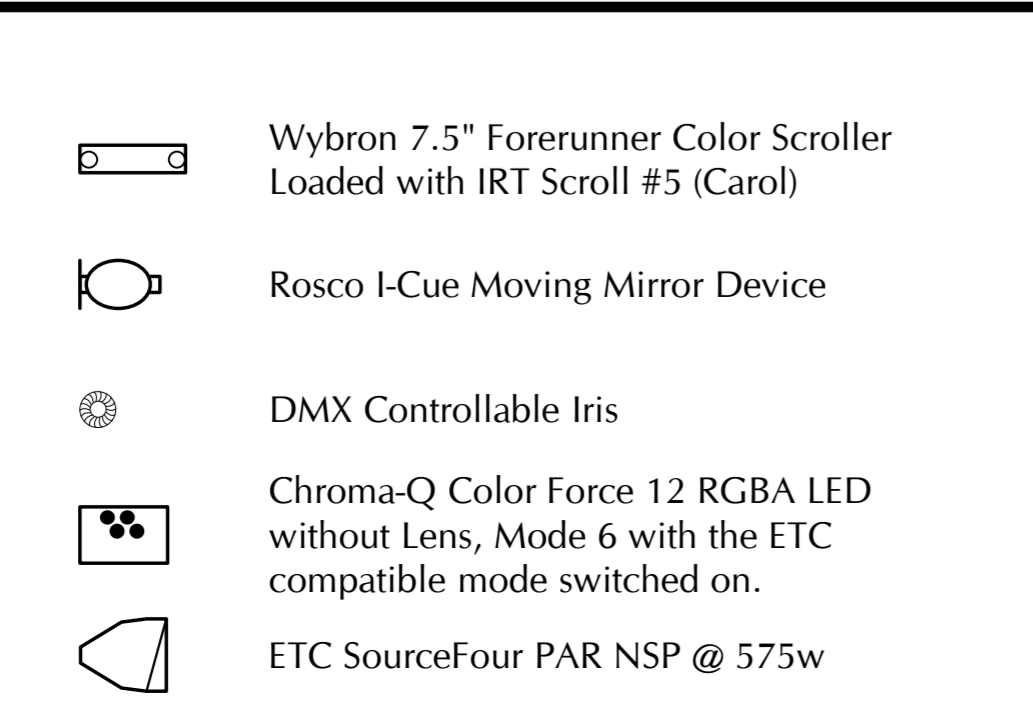 Wybron 7.5" Forerunner Color Scroller
Loaded with IRT Scroll #5 (Carol)
Rosco I-Cue Moving Mirror Device
DMX Controllable Iris
Chroma-Q Color Force 12 RGBA LED
without Lens, Mode 6 with the ETC
compatible mode switched on.
ETC SourceFour PAR NSP @ 575w